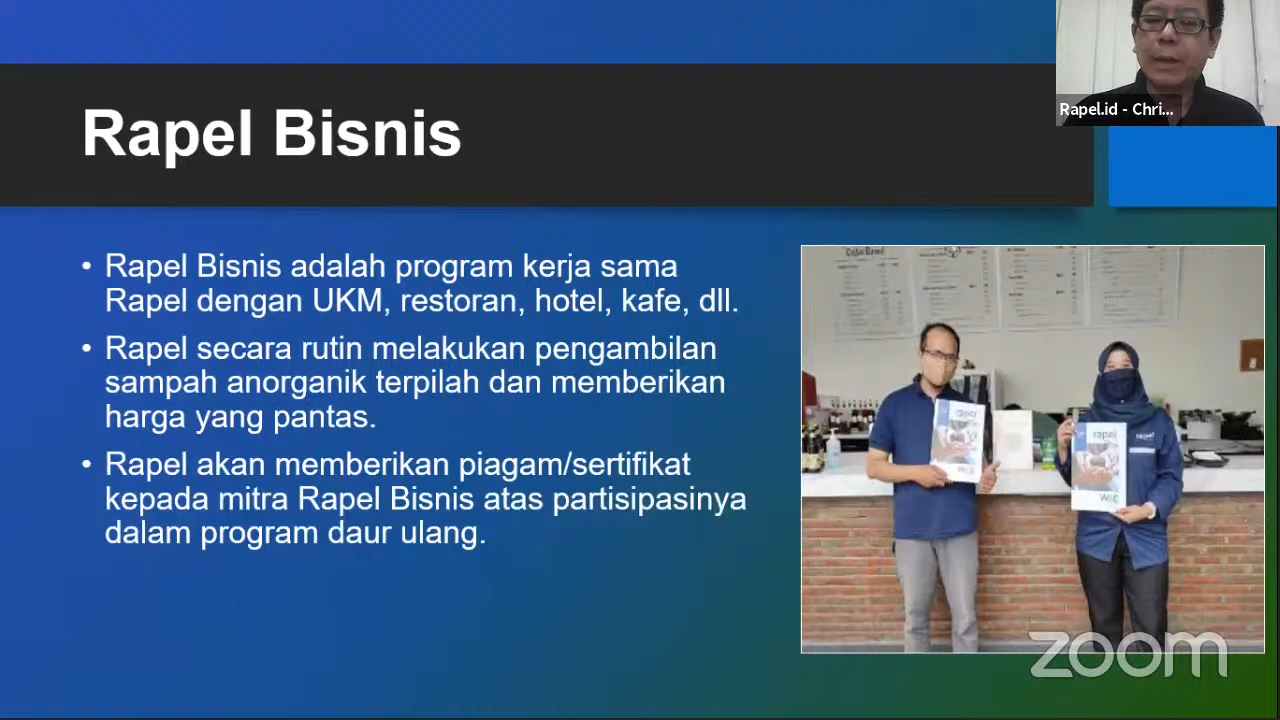 Rapel.id - Chri...
Rapel Bisnis
• Rapel Bisnis adalah program kerja sama
Rapel dengan UKM, restoran, hotel, kafe, dll.
• Rapel secara rutin melakukan pengambilan
sampah anorganik terpilah dan memberikan
harga yang pantas.
• Rapel akan memberikan piagam/sertifikat
kepada mitra Rapel Bisnis atas partisipasinya
dalam program daur ulang.
rapel
zoom